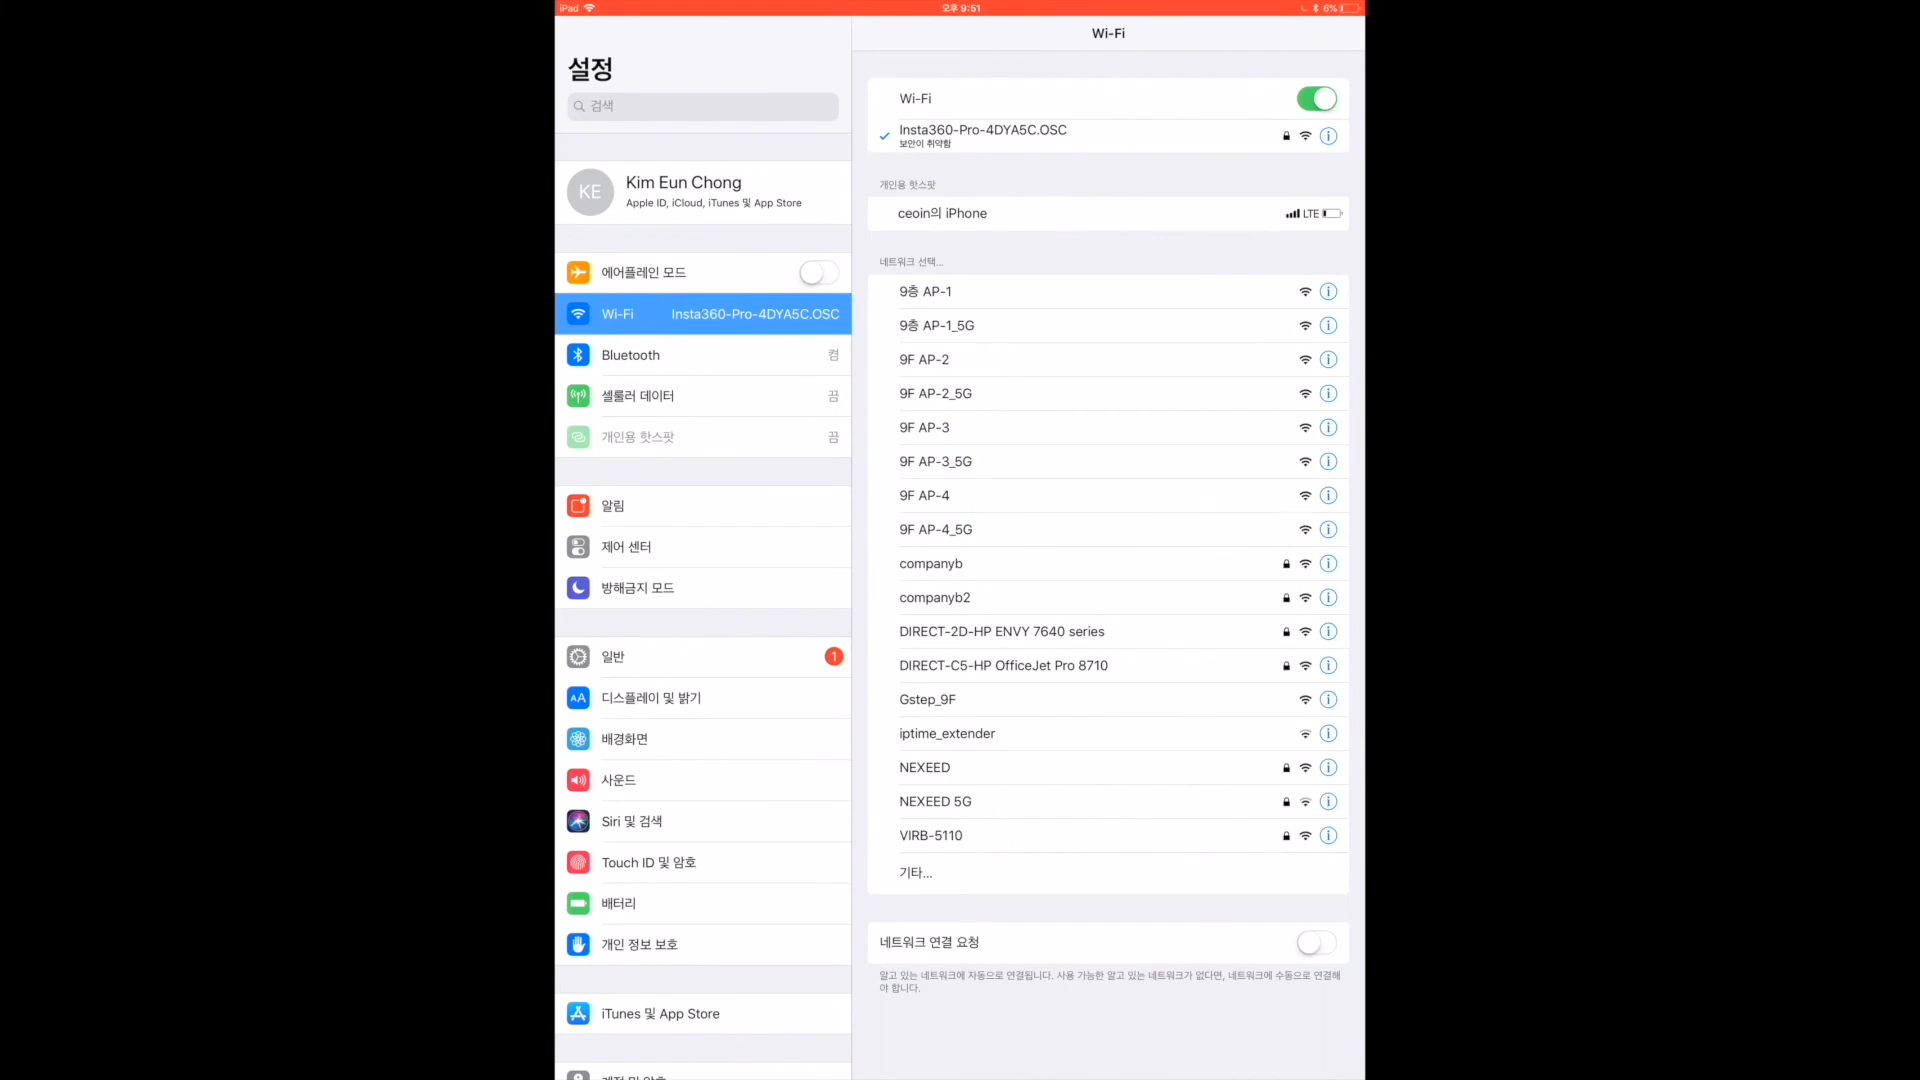 iPad
오후 9:51
6%
설정
검색
KE
Kim Eun Chong
Apple ID, iCloud, iTunes 및 App Store
에어플레인 모드
Wi-Fi Insta360-Pro-4DYA5C.OSC
Bluetooth 켬
셀룰러 데이터 끔
개인용 핫스팟 끔
알림
제어 센터
방해금지 모드
일반 1
AA 디스플레이 및 밝기
배경화면
사운드
Siri 및 검색
Touch ID 및 암호
배터리
개인 정보 보호
iTunes 및 App Store
Wi-Fi
Wi-Fi
Insta360-Pro-4DYA5C.OSC
보안이 취약함
개인용 핫스팟
ceoin의 iPhone LTE
네트워크 선택...
9층 AP-1
9층 AP-1_5G
9F AP-2
9F AP-2_5G
9F AP-3
9F AP-3_5G
9F AP-4
9F AP-4_5G
companyb
companyb2
DIRECT-2D-HP ENVY 7640 series
DIRECT-C5-HP OfficeJet Pro 8710
Gstep_9F
iptime_extender
NEXEED
NEXEED 5G
VIRB-5110
기타...
네트워크 연결 요청
알고 있는 네트워크에 자동으로 연결됩니다. 사용 가능한 알고 있는 네트워크가 없다면, 네트워크에 수동으로 연결해
야 합니다.